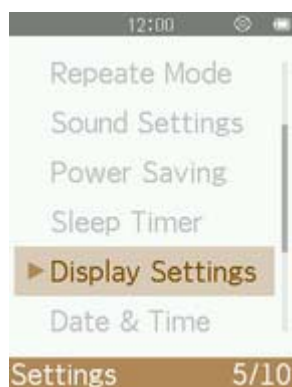 12:00
Repeate Mode
Sound Settings
Power Saving
Sleep Timer
Display Settings
Date & Time
Settings 5/10